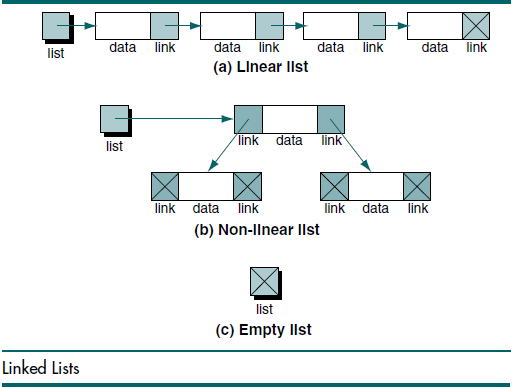 list
data link data link data link data link
(a) Linear list
list
link data link
link data link link data link
(b) Non-linear list
list
(c) Empty list
Linked Lists